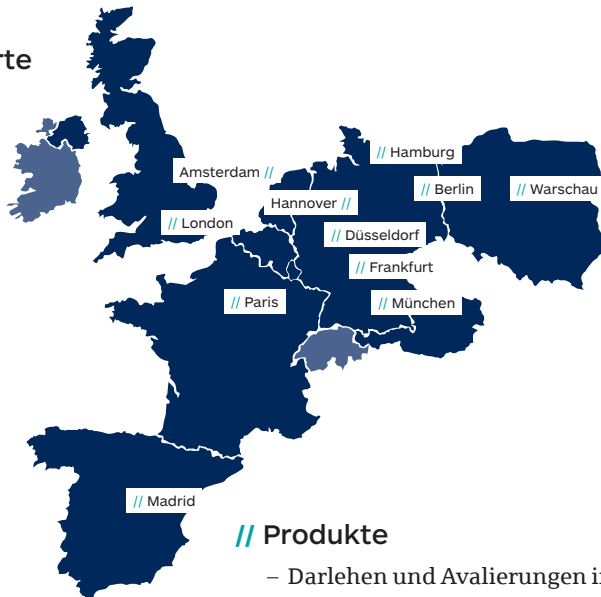 rte
// Hamburg
Amsterdam //
// Berlin
// Warschau
Hannover //
// London
// Düsseldorf
// Frankfurt
// Paris
// München
// Madrid
// Produkte
– Darlehen und Avalierungen i